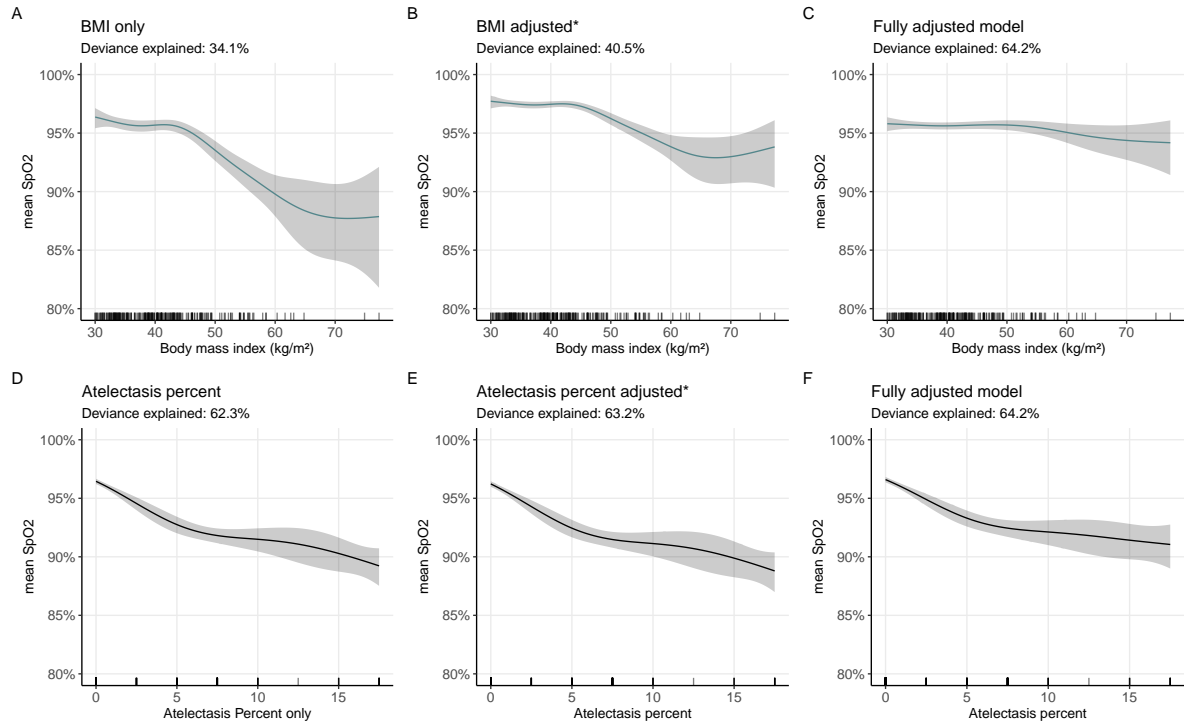 A
BMI only
Deviance explained: 34.1%
100%
95%
90%
85%
80%
mean SpO2
30 40 50 60 70
Body mass index (kg/m²)
B
BMI adjusted*
Deviance explained: 40.5%
100%
95%
90%
85%
80%
mean SpO2
30 40 50 60 70
Body mass index (kg/m²)
C
Fully adjusted model
Deviance explained: 64.2%
100%
95%
90%
85%
80%
mean SpO2
30 40 50 60 70
Body mass index (kg/m²)
D
Atelectasis percent
Deviance explained: 62.3%
100%
95%
90%
85%
80%
mean SpO2
0 5 10 15
Atelectasis Percent only
E
Atelectasis percent adjusted*
Deviance explained: 63.2%
100%
95%
90%
85%
80%
mean SpO2
0 5 10 15
Atelectasis percent
F
Fully adjusted model
Deviance explained: 64.2%
100%
95%
90%
85%
80%
mean SpO2
0 5 10 15
Atelectasis percent